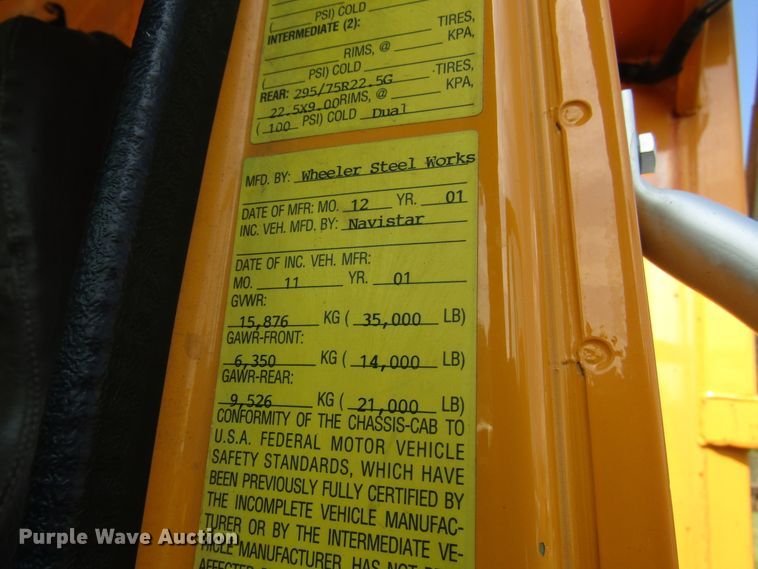 ( PSI) COLD
INTERMEDIATE (2): TIRES,
RIMS, @ KPA,
( PSI) COLD
REAR: 295/75R22.5G TIRES,
22.5X9.00 RIMS, @ KPA,
( 100 PSI) COLD Dual
MFD. BY: Wheeler Steel Works
DATE OF MFR: MO. 12 YR. 01
INC. VEH. MFD. BY: Navistar
DATE OF INC. VEH. MFR:
MO. 11 YR. 01
GVWR:
15,876 KG ( 35,000 LB)
GAWR-FRONT:
6,350 KG ( 14,000 LB)
GAWR-REAR:
9,526 KG ( 21,000 LB)
CONFORMITY OF THE CHASSIS-CAB TO
U.S.A. FEDERAL MOTOR VEHICLE
SAFETY STANDARDS, WHICH HAVE
BEEN PREVIOUSLY FULLY CERTIFIED BY
THE INCOMPLETE VEHICLE MANUFAC-
TURER OR BY THE INTERMEDIATE VE-
HICLE MANUFACTURER, HAS NOT
AFFECTED
Purple Wave Auction